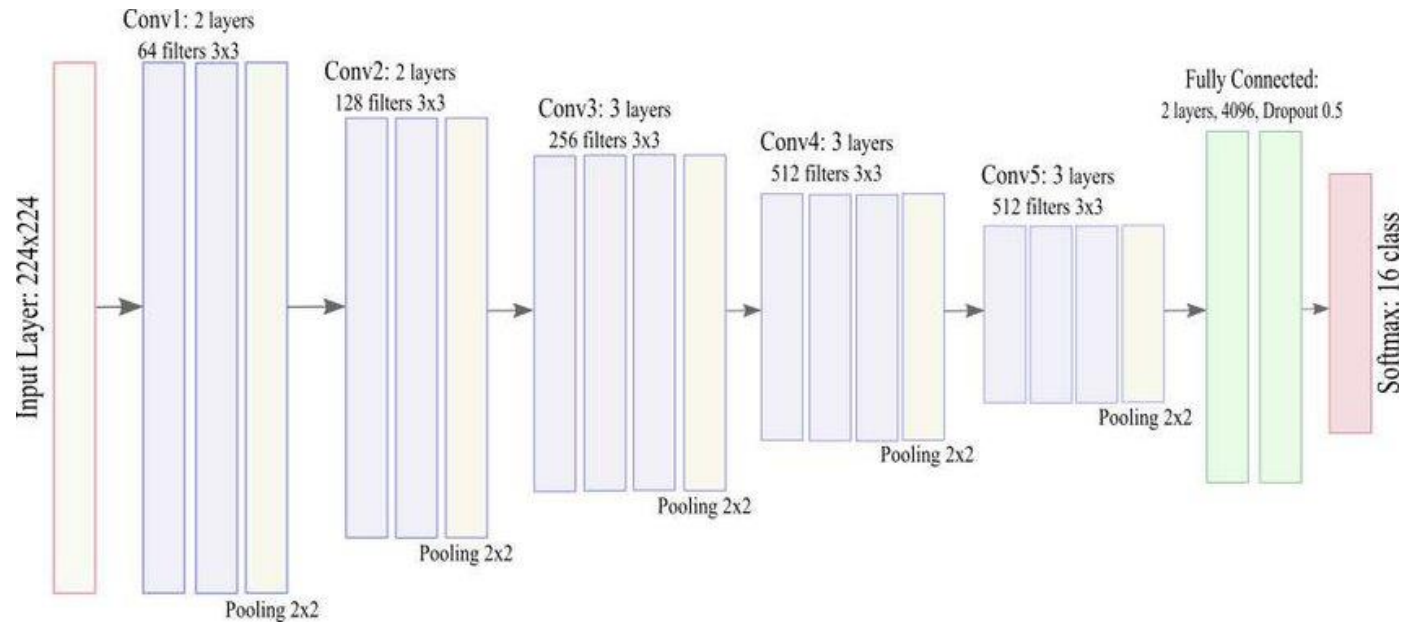 Input Layer: 224x224
Conv1: 2 layers
64 filters 3x3
Pooling 2x2
Conv2: 2 layers
128 filters 3x3
Pooling 2x2
Conv3: 3 layers
256 filters 3x3
Pooling 2x2
Conv4: 3 layers
512 filters 3x3
Pooling 2x2
Conv5: 3 layers
512 filters 3x3
Pooling 2x2
Fully Connected:
2 layers, 4096, Dropout 0.5
Softmax: 16 class